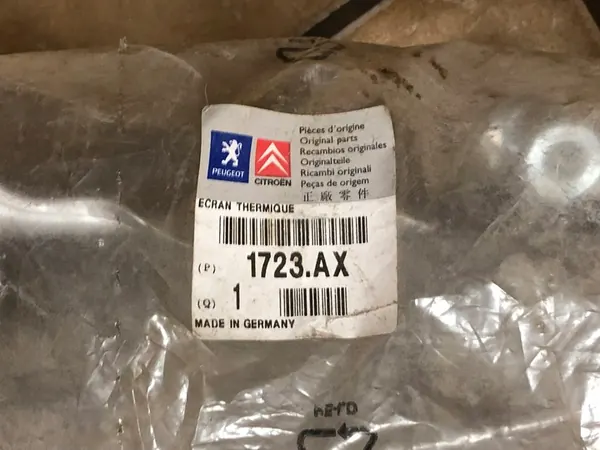 Pièces d'origine
Original parts
Recambios originales
Originalteile
Ricambi originali
Peças de origem
正廠零件
PEUGEOT
CITROËN
ECRAN THERMIQUE
(P) 1723.AX
(Q) 1
MADE IN GERMANY